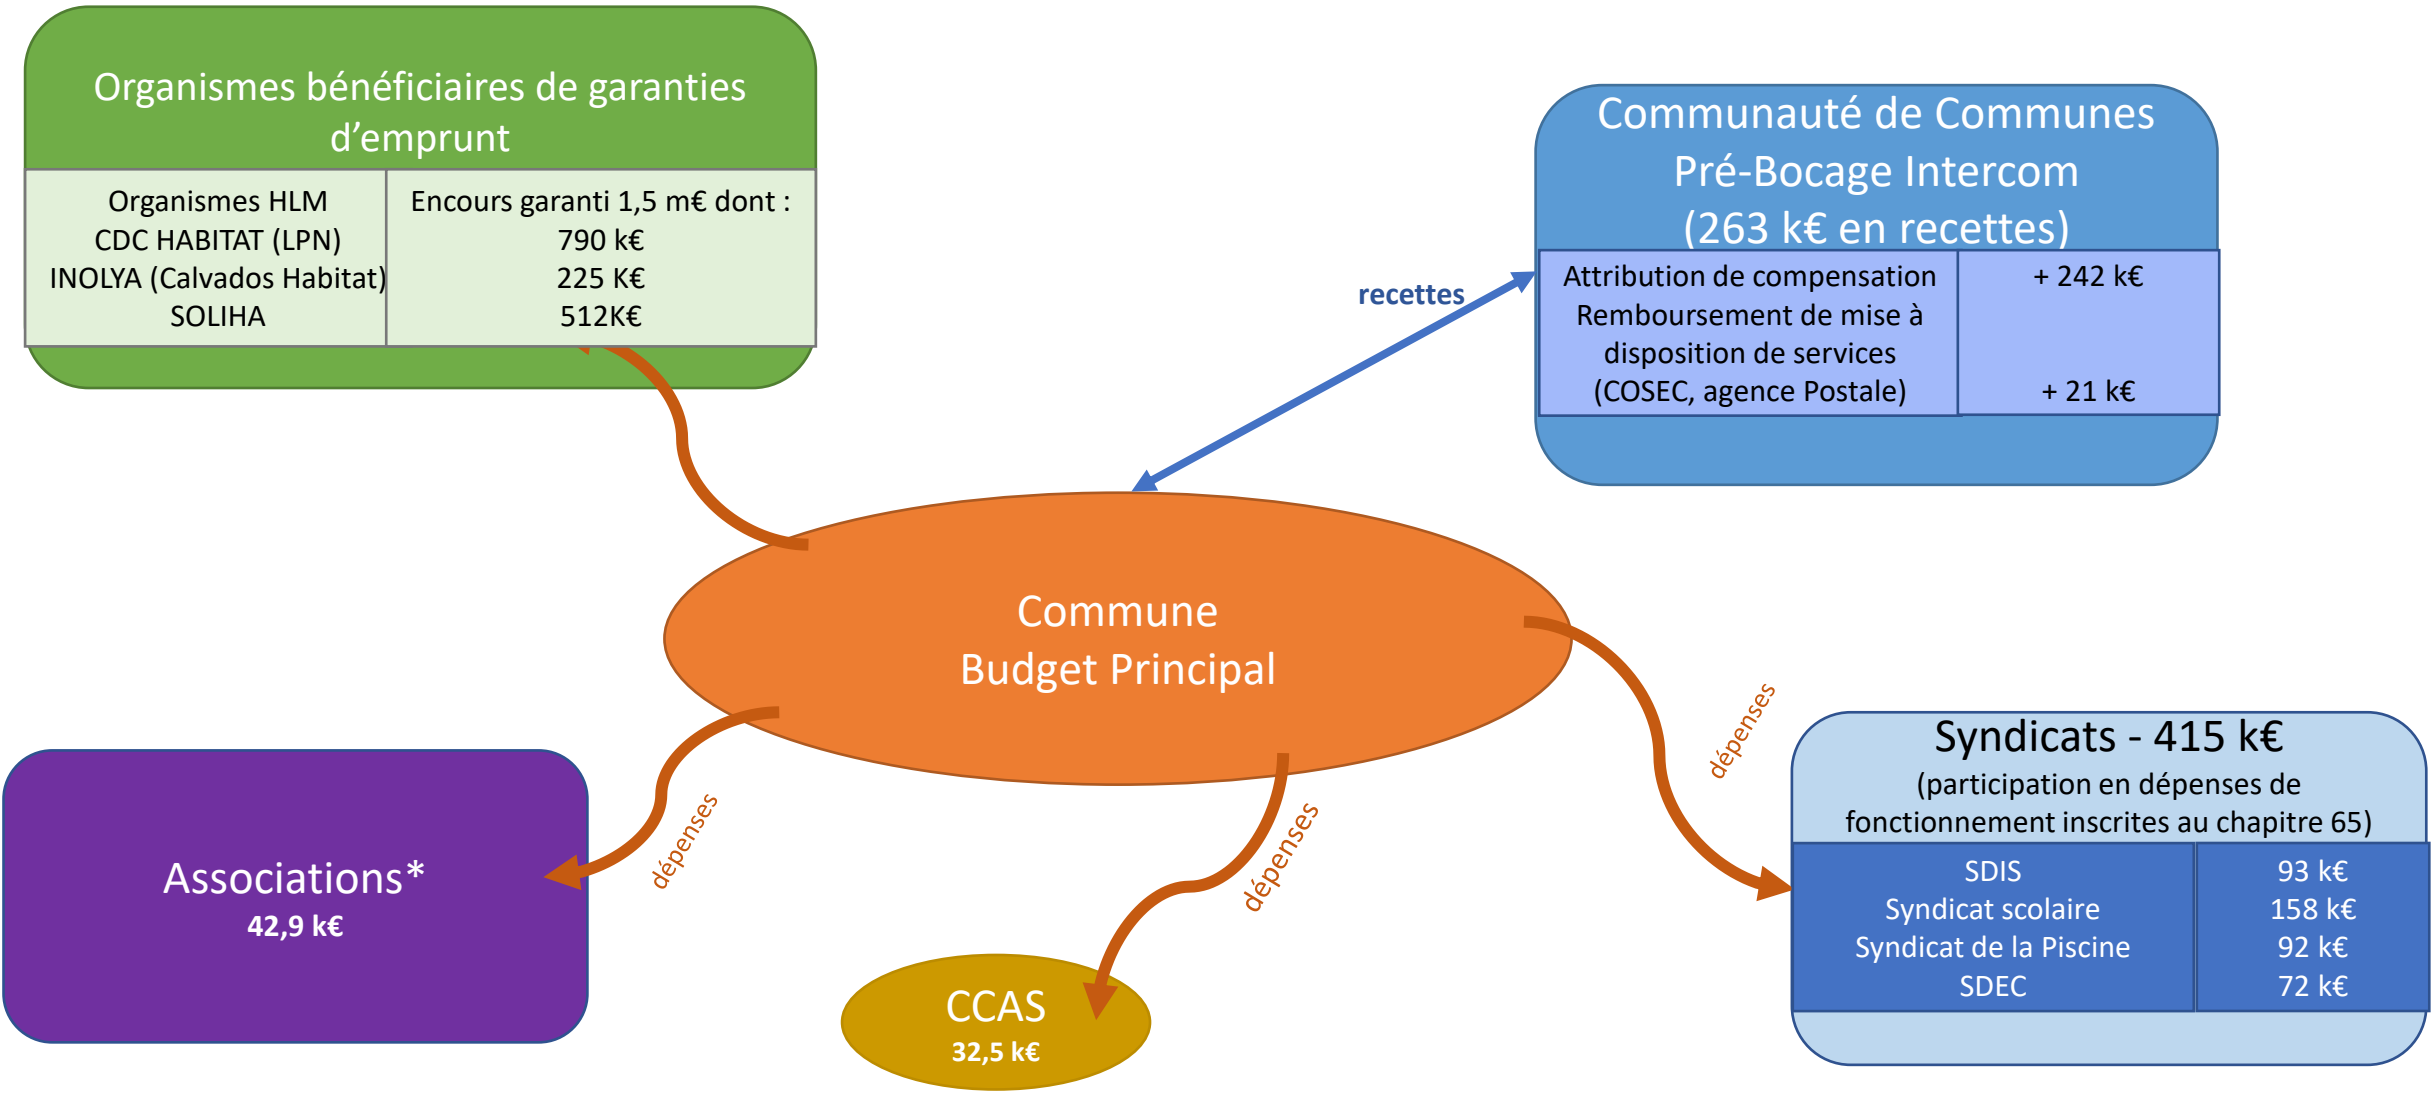 Organismes bénéficiaires de garanties
d’emprunt
Organismes HLM
Encours garanti 1,5 m€ dont :
CDC HABITAT (LPN)
790 k€
INOLYA (Calvados Habitat)
225 K€
SOLIHA
512K€
Communauté de Communes
Pré-Bocage Intercom
(263 k€ en recettes)
Attribution de compensation
+ 242 k€
Remboursement de mise à
disposition de services
(COSEC, agence Postale)
+ 21 k€
recettes
Commune
Budget Principal
dépenses
dépenses
dépenses
Associations*
42,9 k€
CCAS
32,5 k€
Syndicats - 415 k€
(participation en dépenses de
fonctionnement inscrites au chapitre 65)
SDIS
93 k€
Syndicat scolaire
158 k€
Syndicat de la Piscine
92 k€
SDEC
72 k€